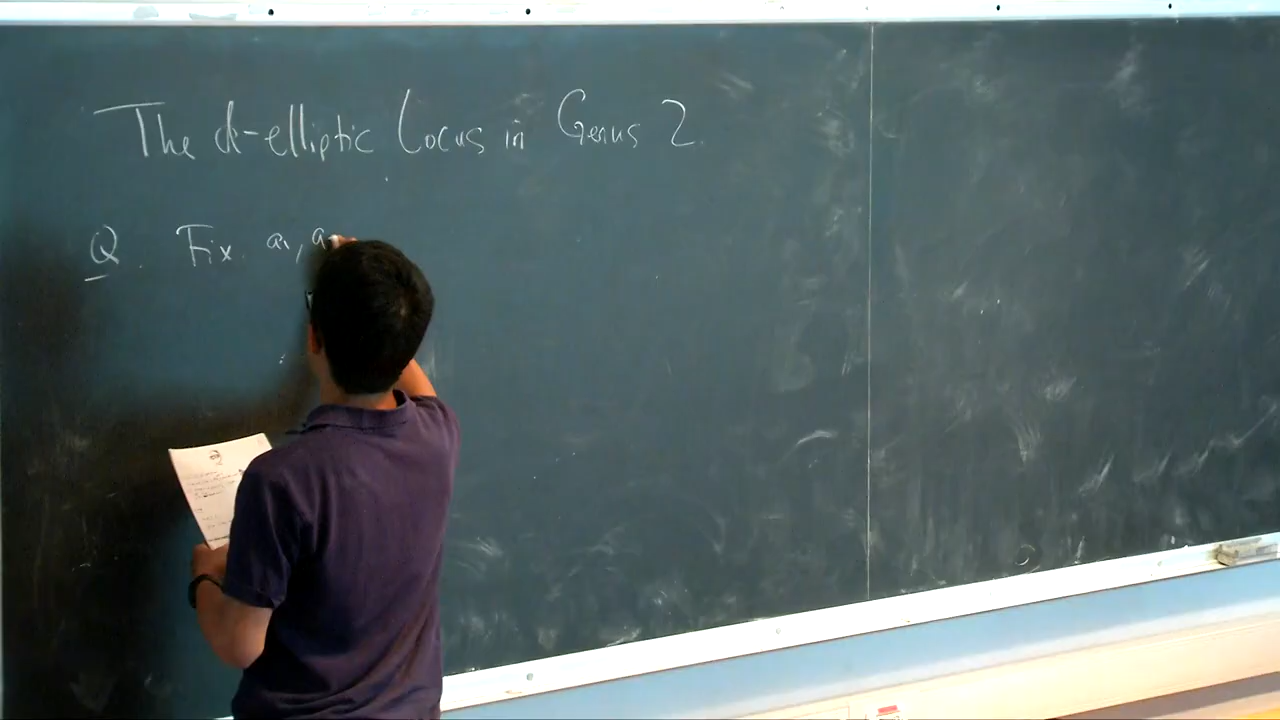 The d-elliptic Locus in Genus 2.
Q. Fix a₁, a